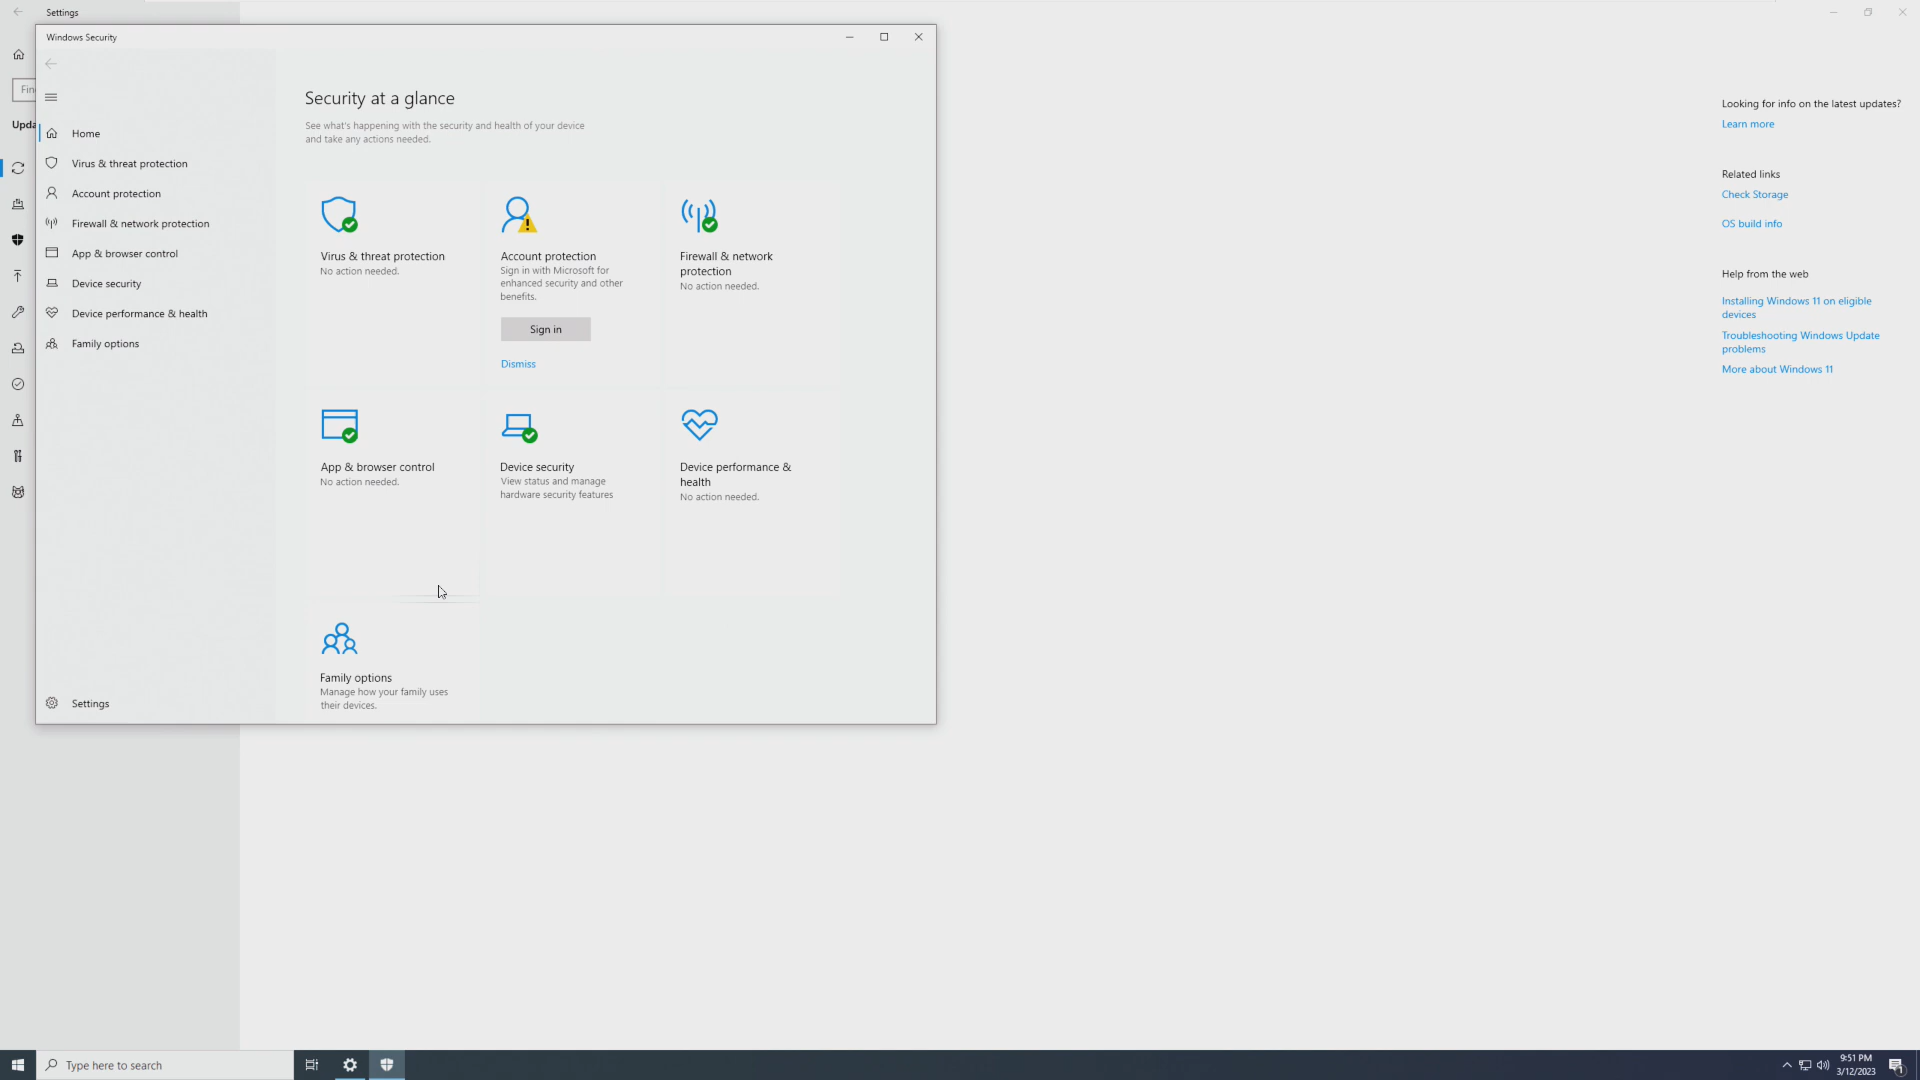 Settings
Windows Security
Fin
Upda
Home
Virus & threat protection
Account protection
Firewall & network protection
App & browser control
Device security
Device performance & health
Family options
Settings
Security at a glance
See what's happening with the security and health of your device
and take any actions needed.
Virus & threat protection
No action needed.
Account protection
Sign in with Microsoft for
enhanced security and other
benefits.
Sign in
Dismiss
Firewall & network
protection
No action needed.
App & browser control
No action needed.
Device security
View status and manage
hardware security features
Device performance &
health
No action needed.
Family options
Manage how your family uses
their devices.
Looking for info on the latest updates?
Learn more
Related links
Check Storage
OS build info
Help from the web
Installing Windows 11 on eligible
devices
Troubleshooting Windows Update
problems
More about Windows 11
Type here to search
9:51 PM
3/12/2023
1